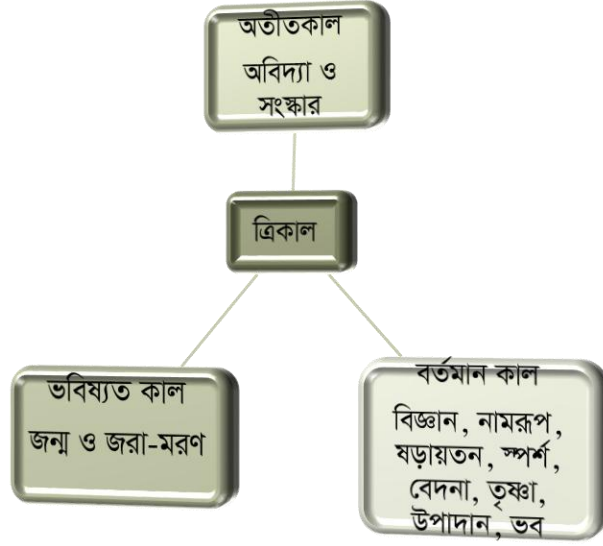 অতীতকাল
অবিদ্যা ও
সংস্কার
ত্রিকাল
ভবিষ্যত কাল
জন্ম ও জরা-মরণ
বর্তমান কাল
বিজ্ঞান, নামরূপ,
ষড়ায়তন, স্পর্শ,
বেদনা, তৃষ্ণা,
উপাদান, ভব